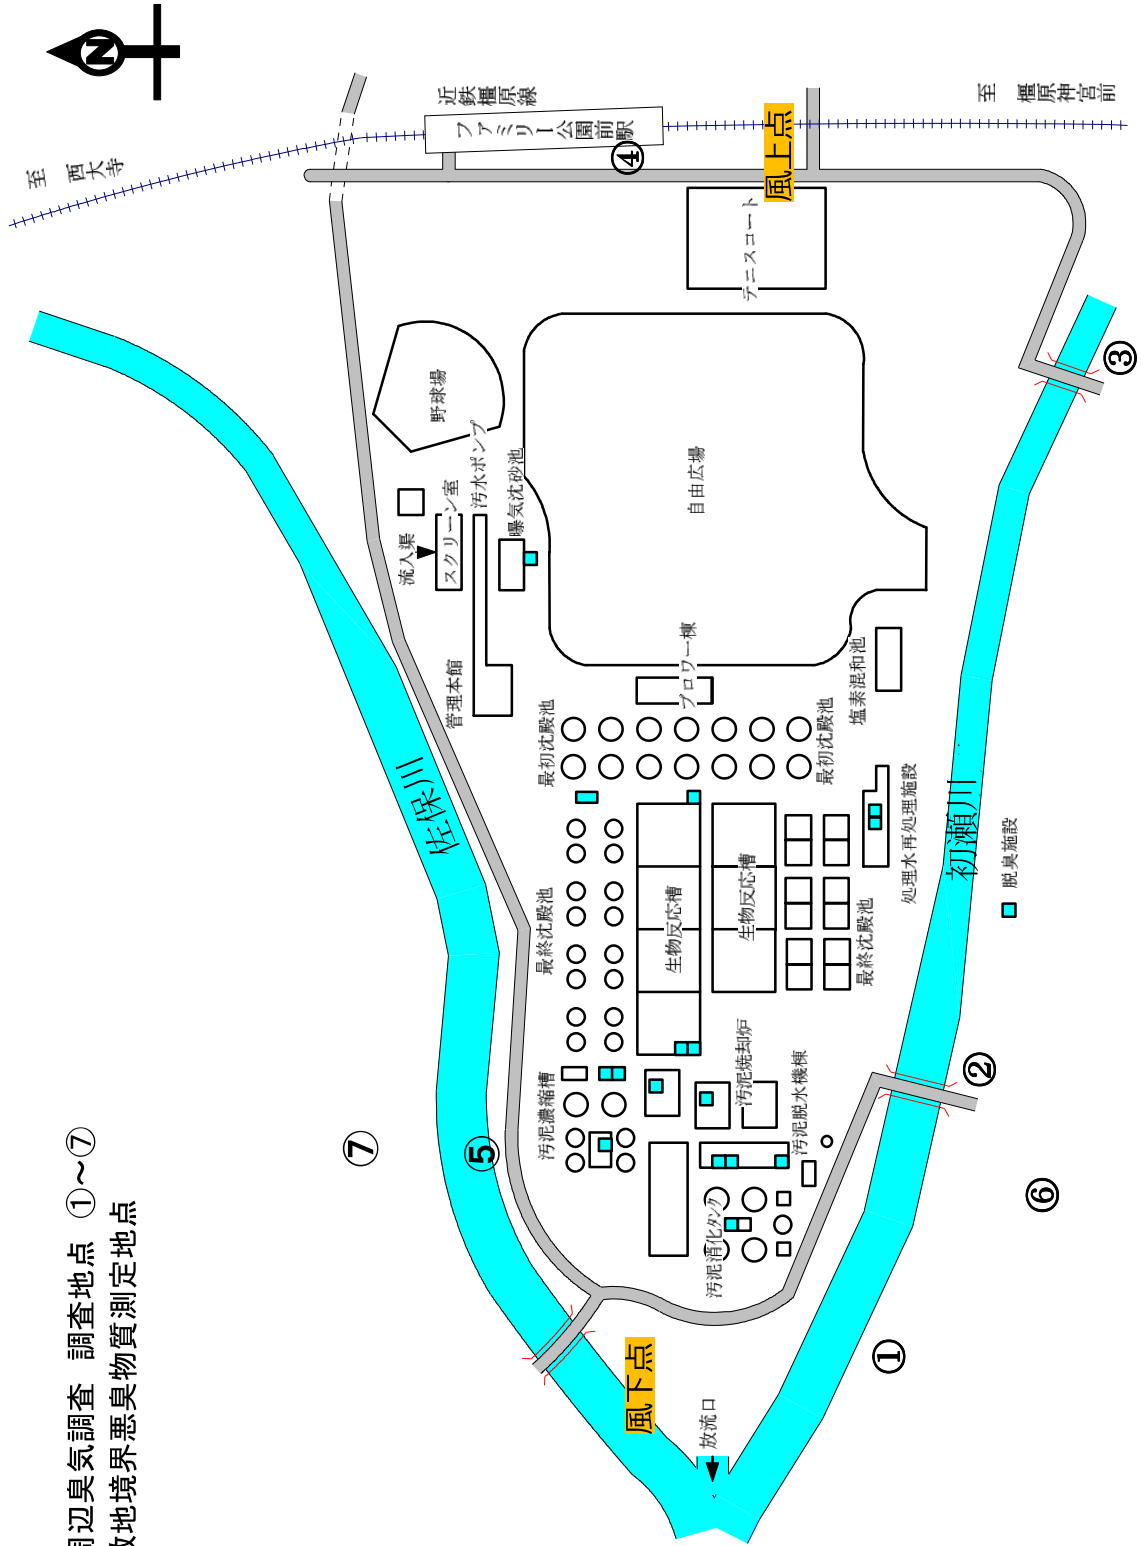 周辺臭気調査 調査地点 ①～⑦
敷地境界悪臭物質測定地点
N
至 西大寺
近鉄橿原線
ファミリー公園前駅
至 橿原神宮前
④
風上点
テニスコート
③
野球場
自由広場
汚水ポンプ
曝気沈砂池
スクリーン室
流入渠
管理本館
ブロワー棟
塩素混和池
最初沈殿池
最初沈殿池
佐保川
初瀬川
処理水再処理施設
脱臭施設
最終沈殿池
生物反応槽
生物反応槽
最終沈殿池
汚泥濃縮槽
汚泥焼却炉
汚泥脱水機棟
②
⑦
⑤
⑥
汚泥消化タンク
①
風下点
放流口